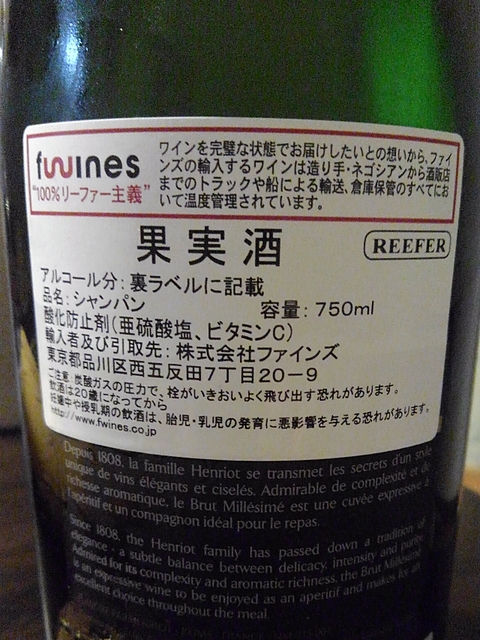 fwines
"100%リーファー主義"
ワインを完璧な状態でお届けしたいとの想いから、ファイ
ンズの輸入するワインは造り手・ネゴシアンから酒販店
までのトラックや船による輸送、倉庫保管のすべてにお
いて温度管理されています。
果実酒
REEFER
アルコール分:裏ラベルに記載
品名:シャンパン
容量:750ml
酸化防止剤(亜硫酸塩、ビタミンC)
輸入者及び引取先:株式会社ファインズ
東京都品川区西五反田7丁目20-9
ご注意:炭酸ガスの圧力で、栓がいきおいよく飛び出す恐れがあります。
飲酒は20歳になってから
妊娠中や授乳期の飲酒は、胎児・乳児の発育に悪影響を与える恐れがあります。
http://www.fwines.co.jp
Depuis 1808, la famille Henriot se transmet les secrets d'un style
unique de vins élégants et ciselés. Admirable de complexité et de
richesse aromatique, le Brut Millésimé est une cuvée expressive à
l'apéritif et un compagnon idéal pour le repas.
Since 1808, the Henriot family has passed down a tradition of
elegance - a subtle balance between delicacy, intensity and purity.
Admired for its complexity and aromatic richness, the Brut Millésimé
is an expressive wine to be enjoyed as an aperitif and makes for an
excellent choice throughout the meal.